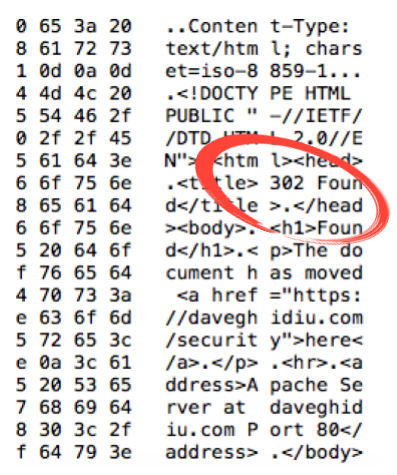 0 65 3a 20 ..Conten t-Type:
8 61 72 73 text/htm l; chars
1 0d 0a 0d et=iso-8 859-1...
4 4d 4c 20 .<!DOCTY PE HTML
5 54 46 2f PUBLIC " -//IETF/
0 2f 2f 45 /DTD HTM L 2.0//E
5 61 64 3e N">.<htm l><head>
6 6f 75 6e .<title> 302 Foun
8 65 61 64 d</title >.</head
6 6f 75 6e ><body>. <h1>Foun
5 20 64 6f d</h1>.< p>The do
f 76 65 64 cument h as moved
4 70 73 3a <a href ="https:
e 63 6f 6d //davegh idiu.com
5 72 65 3c /securit y">here<
e 0a 3c 61 /a>.</p> .<hr>.<a
5 20 53 65 ddress>A pache Se
7 68 69 64 rver at daveghid
8 30 3c 2f iu.com P ort 80</
f 64 79 3e address> .</body>